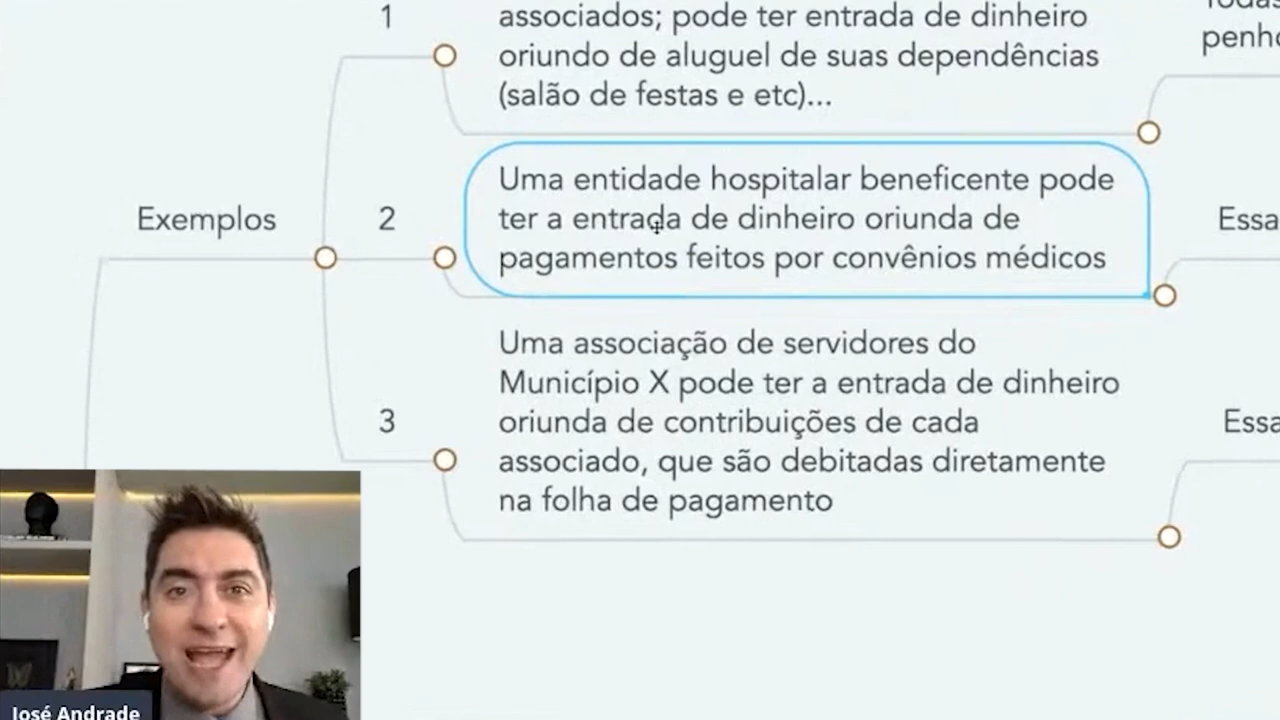 1
associados; pode ter entrada de dinheiro
oriundo de aluguel de suas dependências
(salão de festas e etc)...
Exemplos
2
Uma entidade hospitalar beneficente pode
ter a entrada de dinheiro oriunda de
pagamentos feitos por convênios médicos
3
Uma associação de servidores do
Município X pode ter a entrada de dinheiro
oriunda de contribuições de cada
associado, que são debitadas diretamente
na folha de pagamento
José Andrade